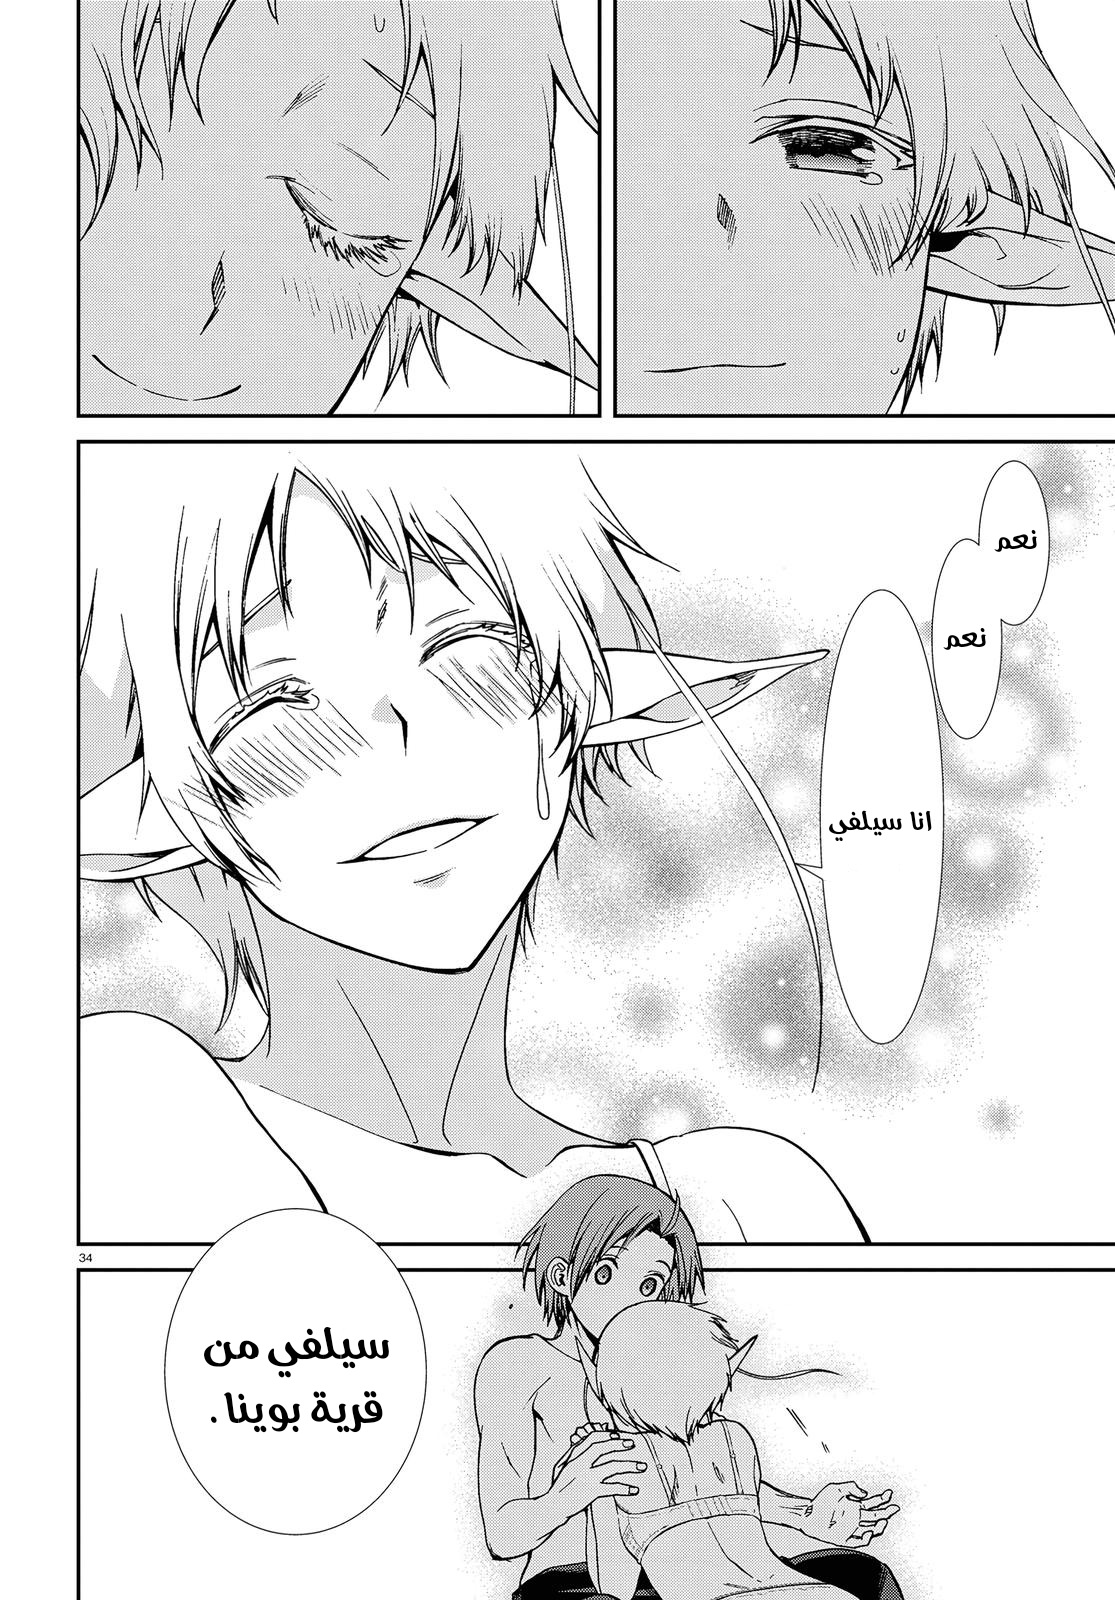 نعم
نعم
انا سيلفي
34
سيلفي من
قرية بوينا.